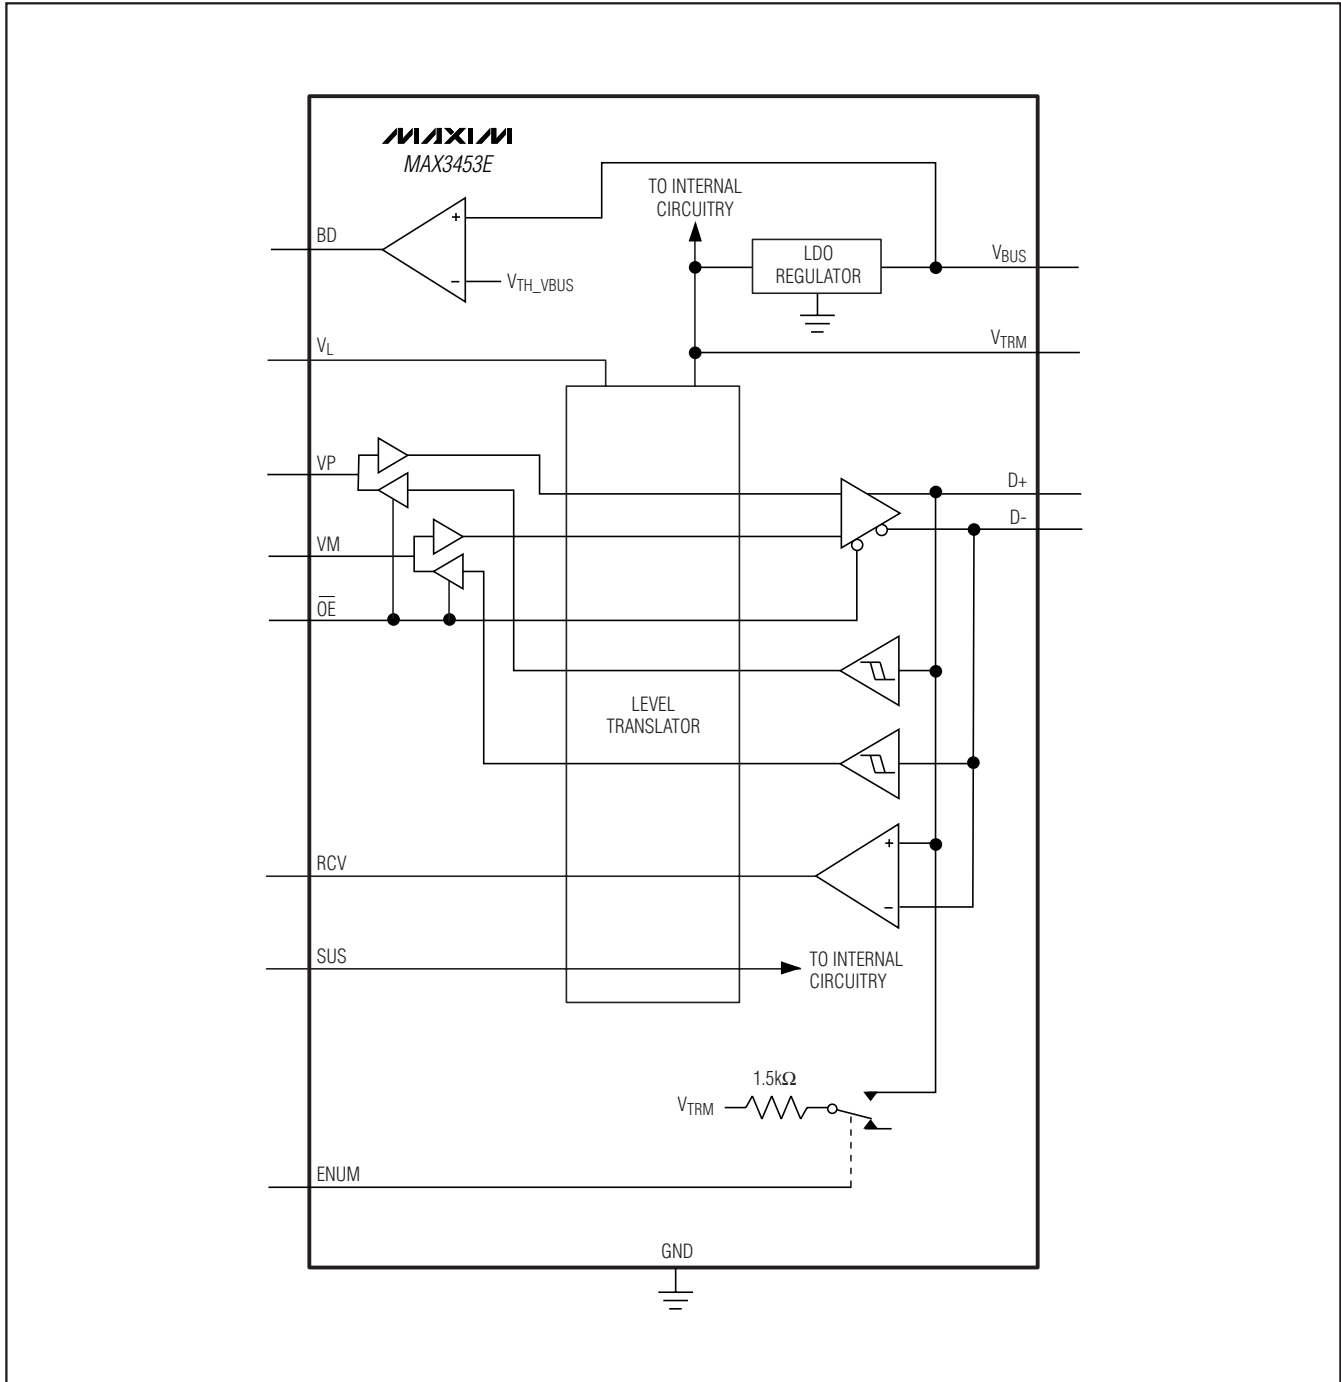 MAXIM
MAX3453E
TO INTERNAL
CIRCUITRY
BD
+
−
VTH_VBUS
LDO
REGULATOR
VBUS
VL
VTRM
VP
VM
OE
D+
D-
LEVEL
TRANSLATOR
RCV
+
−
SUS
TO INTERNAL
CIRCUITRY
1.5kΩ
VTRM
ENUM
GND